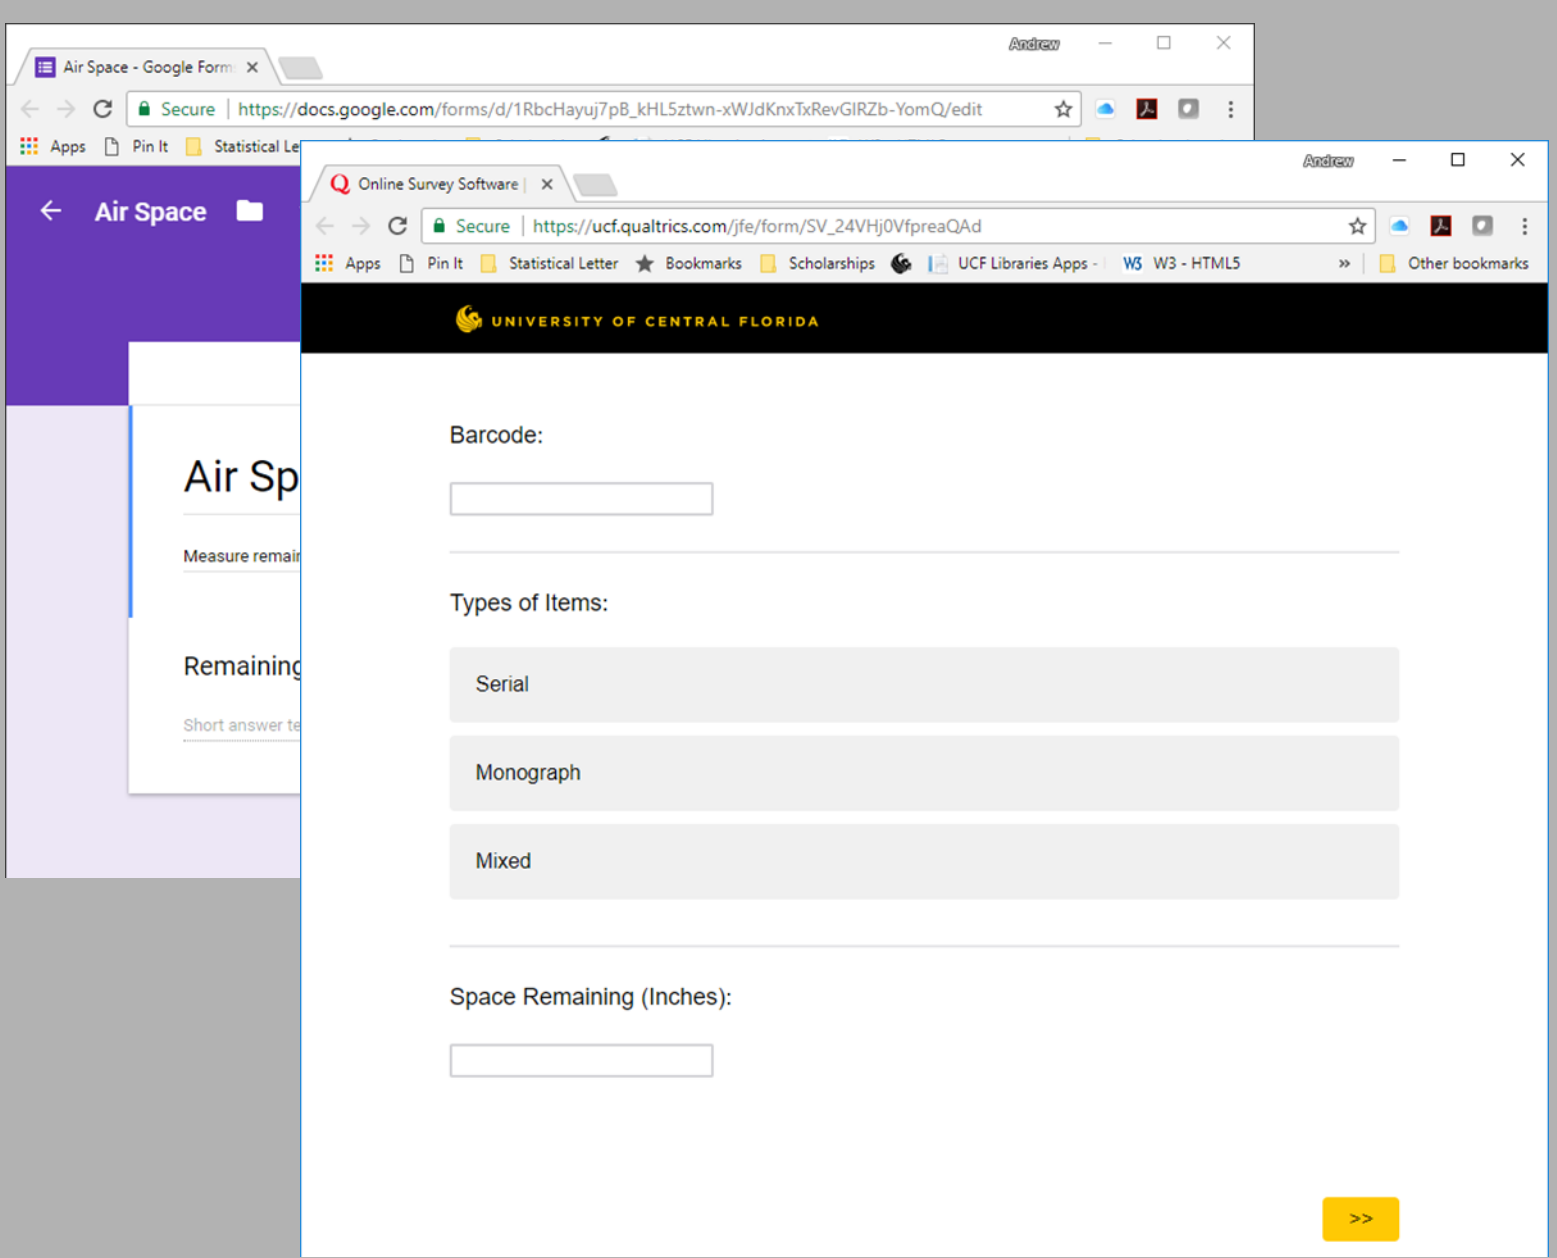 Andrew
Air Space - Google Form
Secure | https://docs.google.com/forms/d/1RbcHayuj7pB_kHL5ztwn-xWJdKnxTxRevGlRZb-YomQ/edit
Apps Pin It Statistical Le
Air Space
Air Sp
Measure remain
Remaining
Short answer te
Andrew
Online Survey Software |
Secure | https://ucf.qualtrics.com/jfe/form/SV_24VHj0VfpreaQAd
Apps Pin It Statistical Letter Bookmarks Scholarships UCF Libraries Apps - W3 W3 - HTML5 » Other bookmarks
UNIVERSITY OF CENTRAL FLORIDA
Barcode:
Types of Items:
Serial
Monograph
Mixed
Space Remaining (Inches):
>>